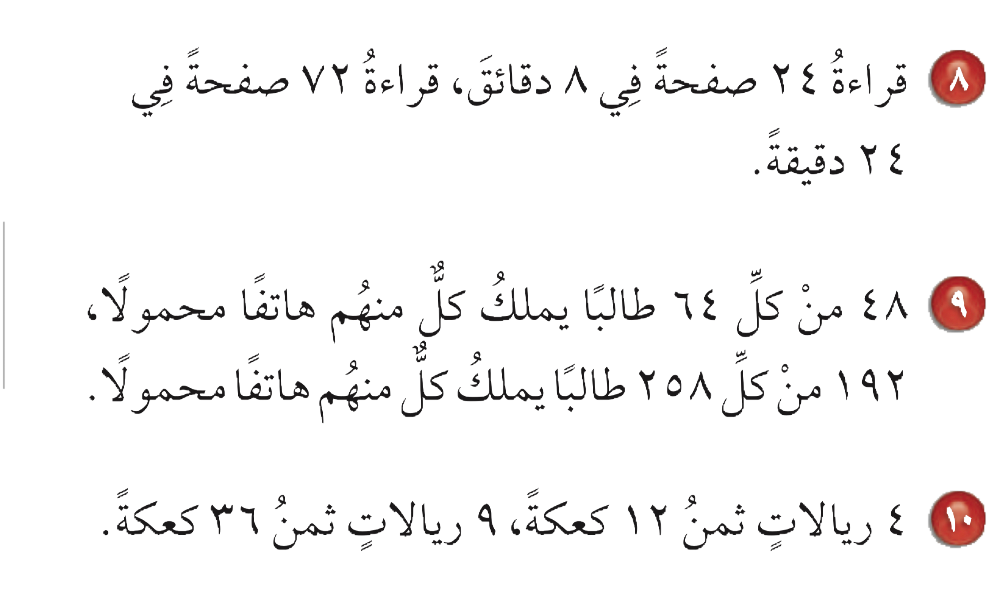 ٨ قراءةُ ٢٤ صفحةً فِي ٨ دقائقَ، قراءةُ ٧٢ صفحةً فِي
٢٤ دقيقةً.
٩ ٤٨ منْ كلِّ ٦٤ طالبًا يملكُ كلٌّ منهُم هاتفًا محمولًا،
١٩٢ منْ كلِّ ٢٥٨ طالبًا يملكُ كلٌّ منهُم هاتفًا محمولًا.
١٠ ٤ ريالاتٍ ثمنُ ١٢ كعكةً، ٩ ريالاتٍ ثمنُ ٣٦ كعكةً.